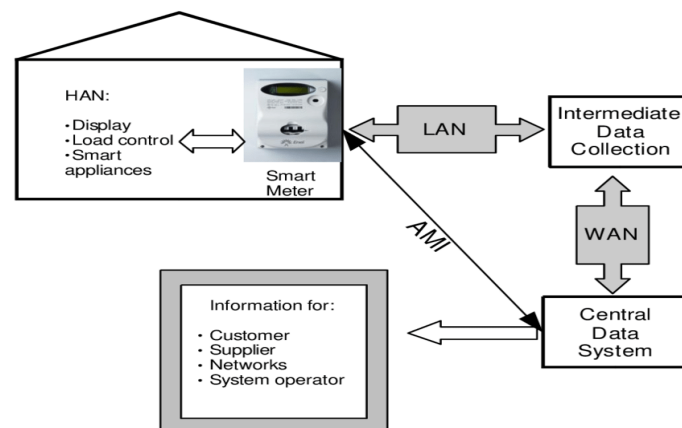 HAN:
•Display
•Load control
•Smart
appliances
Smart
Meter
LAN
Intermediate
Data
Collection
WAN
AMI
Central
Data
System
Information for:
• Customer
• Supplier
• Networks
• System operator